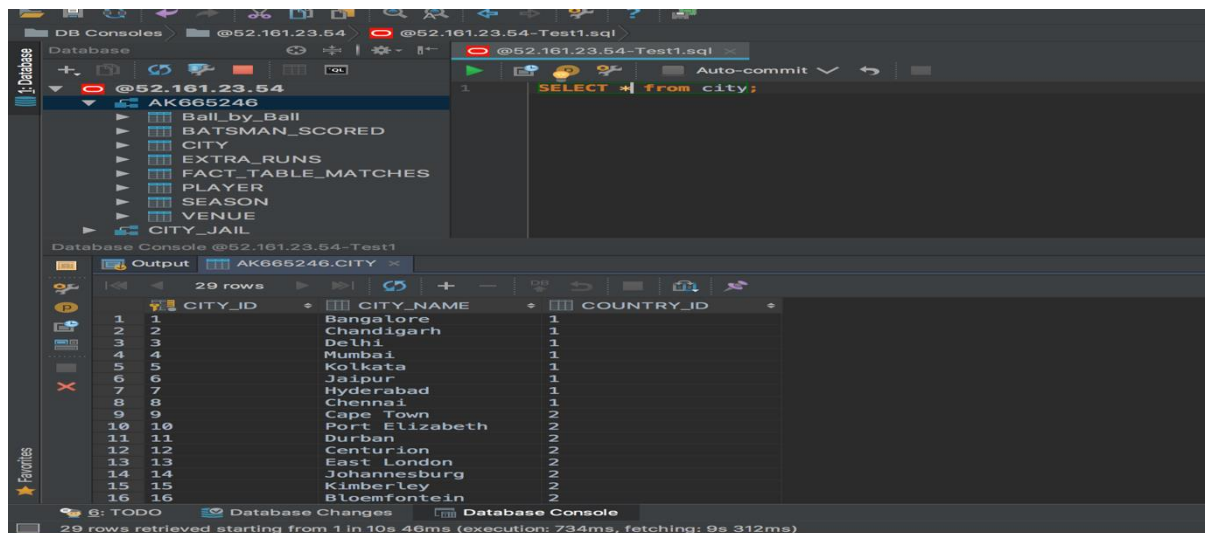 DB Consoles @52.161.23.54 @52.161.23.54-Test1.sql
1: Database
Database
@52.161.23.54-Test1.sql
QL
Auto-commit
@52.161.23.54
AK665246
Ball_by_Ball
BATSMAN_SCORED
CITY
EXTRA_RUNS
FACT_TABLE_MATCHES
PLAYER
SEASON
VENUE
CITY_JAIL
1 SELECT * from city;
Database Console @52.161.23.54-Test1
Output AK665246.CITY
29 rows
CITY_ID CITY_NAME COUNTRY_ID
1 1 Bangalore 1
2 2 Chandigarh 1
3 3 Delhi 1
4 4 Mumbai 1
5 5 Kolkata 1
6 6 Jaipur 1
7 7 Hyderabad 1
8 8 Chennai 1
9 9 Cape Town 2
10 10 Port Elizabeth 2
11 11 Durban 2
12 12 Centurion 2
13 13 East London 2
14 14 Johannesburg 2
15 15 Kimberley 2
16 16 Bloemfontein 2
Favorites
6: TODO Database Changes Database Console
29 rows retrieved starting from 1 in 10s 46ms (execution: 734ms, fetching: 9s 312ms)